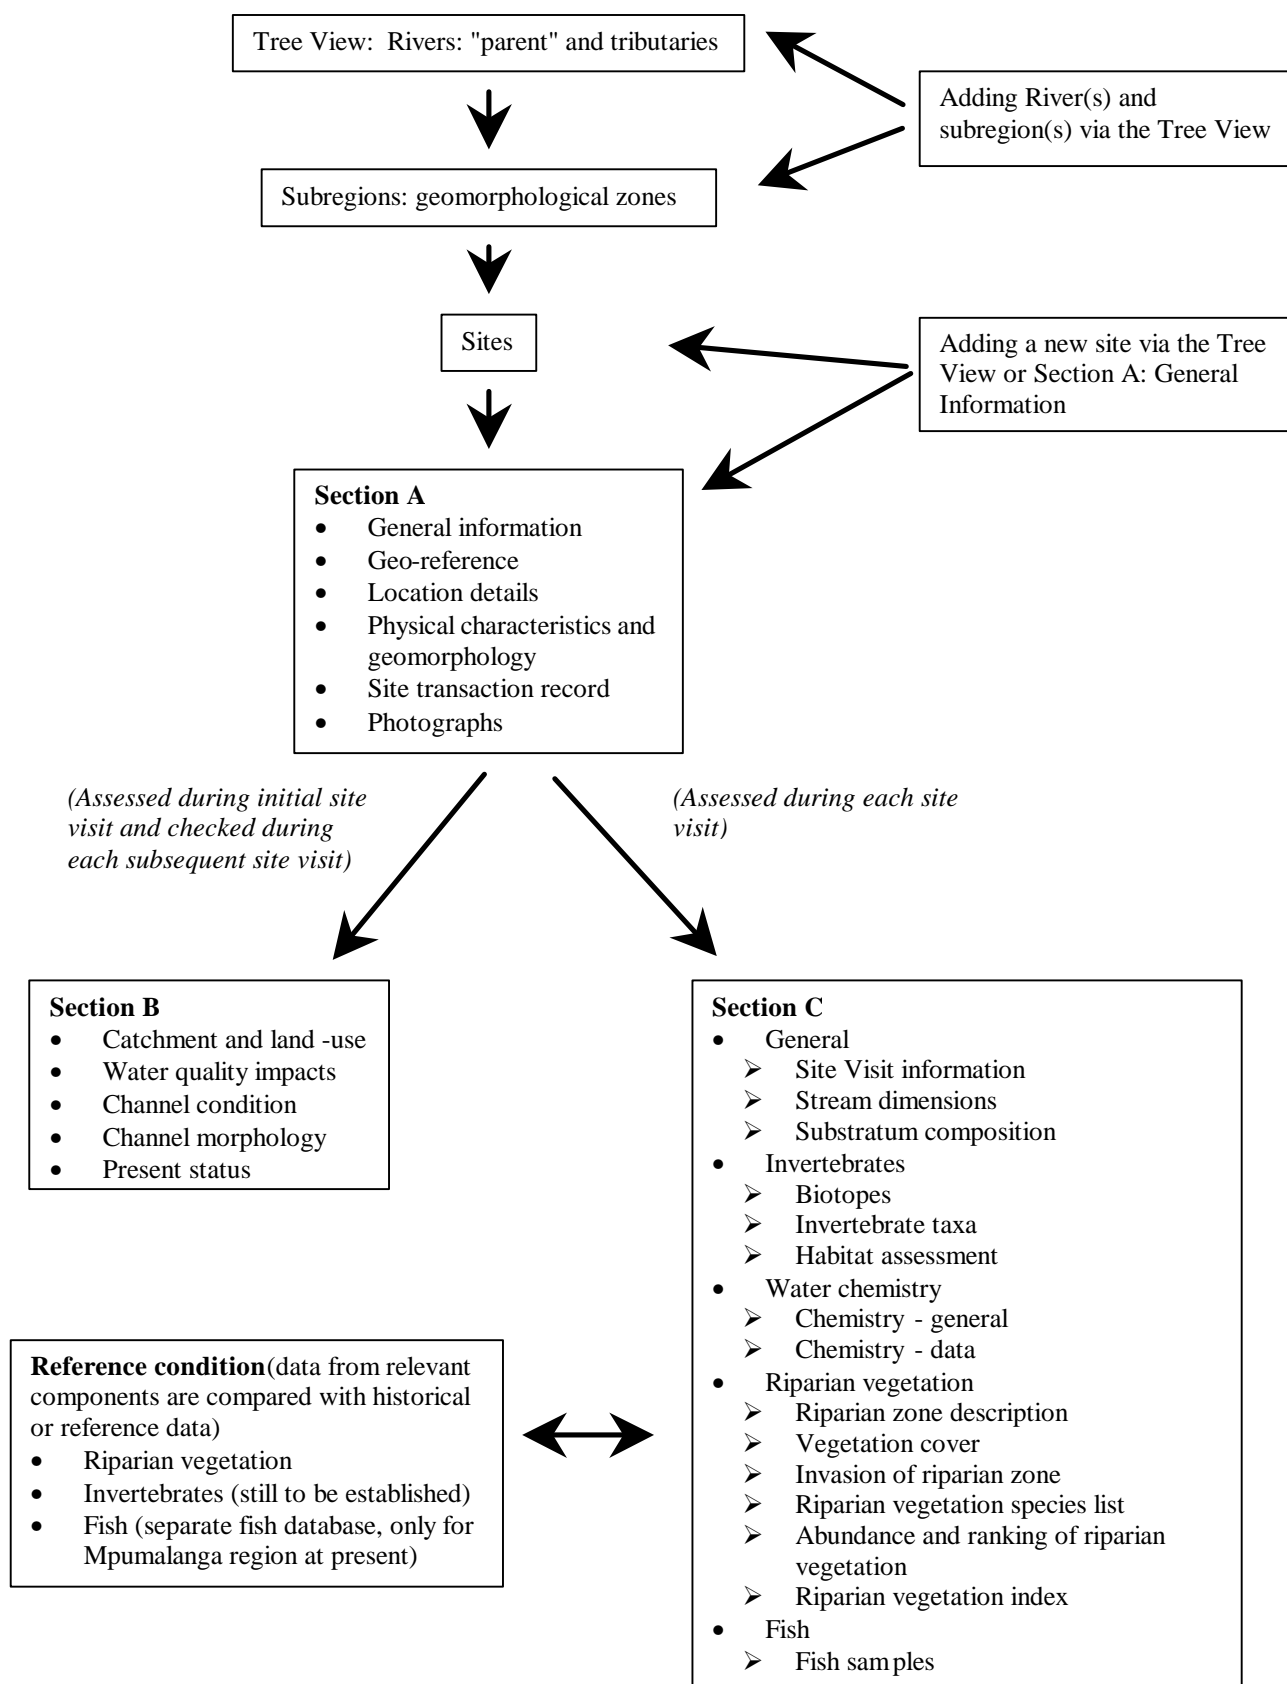 Tree View: Rivers: "parent" and tributaries
Adding River(s) and
subregion(s) via the Tree View
Subregions: geomorphological zones
Sites
Adding a new site via the Tree
View or Section A: General
Information
Section A
• General information
• Geo-reference
• Location details
• Physical characteristics and
geomorphology
• Site transaction record
• Photographs
(Assessed during initial site
visit and checked during
each subsequent site visit)
(Assessed during each site
visit)
Section B
• Catchment and land -use
• Water quality impacts
• Channel condition
• Channel morphology
• Present status
Section C
• General
➢ Site Visit information
➢ Stream dimensions
➢ Substratum composition
• Invertebrates
➢ Biotopes
➢ Invertebrate taxa
➢ Habitat assessment
• Water chemistry
➢ Chemistry - general
➢ Chemistry - data
• Riparian vegetation
➢ Riparian zone description
➢ Vegetation cover
➢ Invasion of riparian zone
➢ Riparian vegetation species list
➢ Abundance and ranking of riparian
vegetation
➢ Riparian vegetation index
• Fish
➢ Fish samples
Reference condition(data from relevant
components are compared with historical
or reference data)
• Riparian vegetation
• Invertebrates (still to be established)
• Fish (separate fish database, only for
Mpumalanga region at present)